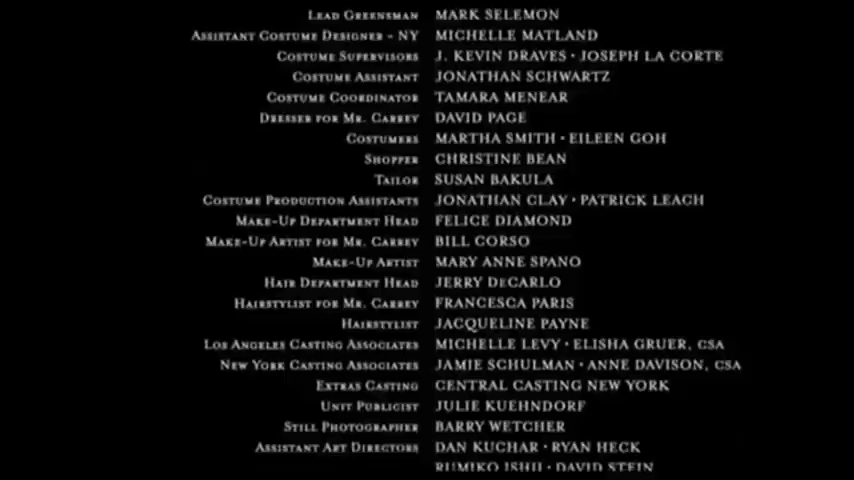 LEAD GREENSMAN MARK SELEMON
ASSISTANT COSTUME DESIGNER - NY MICHELLE MATLAND
COSTUME SUPERVISORS J. KEVIN DRAVES · JOSEPH LA CORTE
COSTUME ASSISTANT JONATHAN SCHWARTZ
COSTUME COORDINATOR TAMARA MENEAR
DRESSER FOR MR. CARREY DAVID PAGE
COSTUMERS MARTHA SMITH · EILEEN GOH
SHOPPER CHRISTINE BEAN
TAILOR SUSAN BAKULA
COSTUME PRODUCTION ASSISTANTS JONATHAN CLAY · PATRICK LEACH
MAKE-UP DEPARTMENT HEAD FELICE DIAMOND
MAKE-UP ARTIST FOR MR. CARREY BILL CORSO
MAKE-UP ARTIST MARY ANNE SPANO
HAIR DEPARTMENT HEAD JERRY DeCARLO
HAIRSTYLIST FOR MR. CARREY FRANCESCA PARIS
HAIRSTYLIST JACQUELINE PAYNE
LOS ANGELES CASTING ASSOCIATES MICHELLE LEVY · ELISHA GRUER, CSA
NEW YORK CASTING ASSOCIATES JAMIE SCHULMAN · ANNE DAVISON, CSA
EXTRAS CASTING CENTRAL CASTING NEW YORK
UNIT PUBLICIST JULIE KUEHNDORF
STILL PHOTOGRAPHER BARRY WETCHER
ASSISTANT ART DIRECTORS DAN KUCHAR · RYAN HECK
RUMIKO ISHII · DAVID STEIN